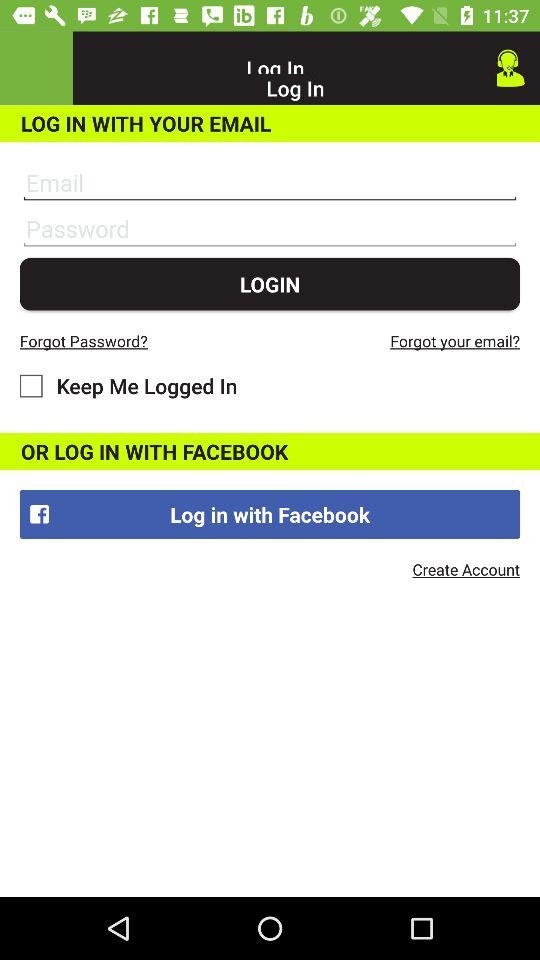 11:37
Log In
Log In
LOG IN WITH YOUR EMAIL
Email
Password
LOGIN
Forgot Password? Forgot your email?
Keep Me Logged In
OR LOG IN WITH FACEBOOK
Log in with Facebook
Create Account